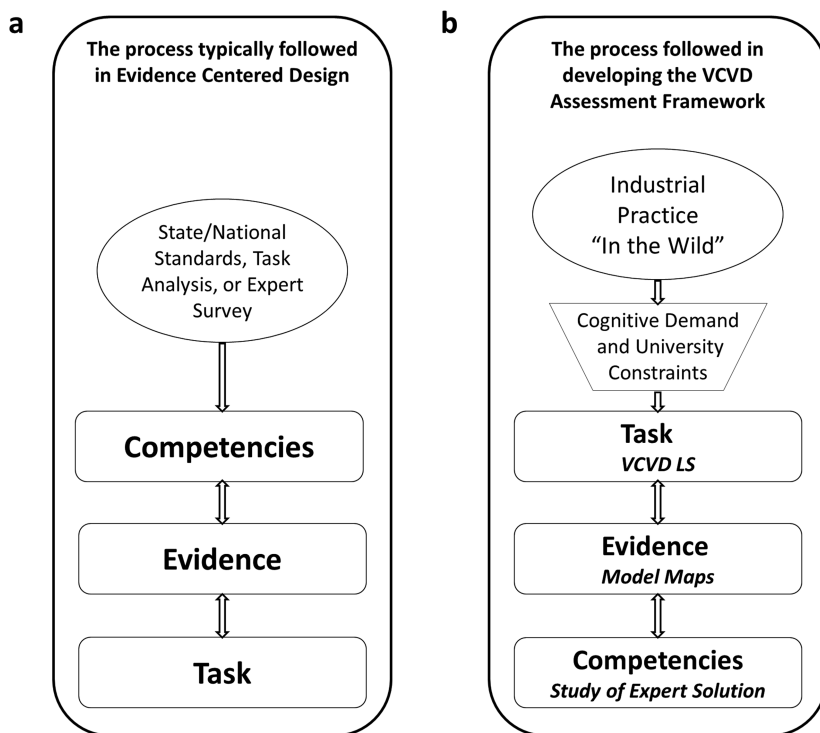 a
The process typically followed
in Evidence Centered Design
State/National
Standards, Task
Analysis, or Expert
Survey
Competencies
Evidence
Task
b
The process followed in
developing the VCVD
Assessment Framework
Industrial
Practice
“In the Wild”
Cognitive Demand
and University
Constraints
Task
VCVD LS
Evidence
Model Maps
Competencies
Study of Expert Solution